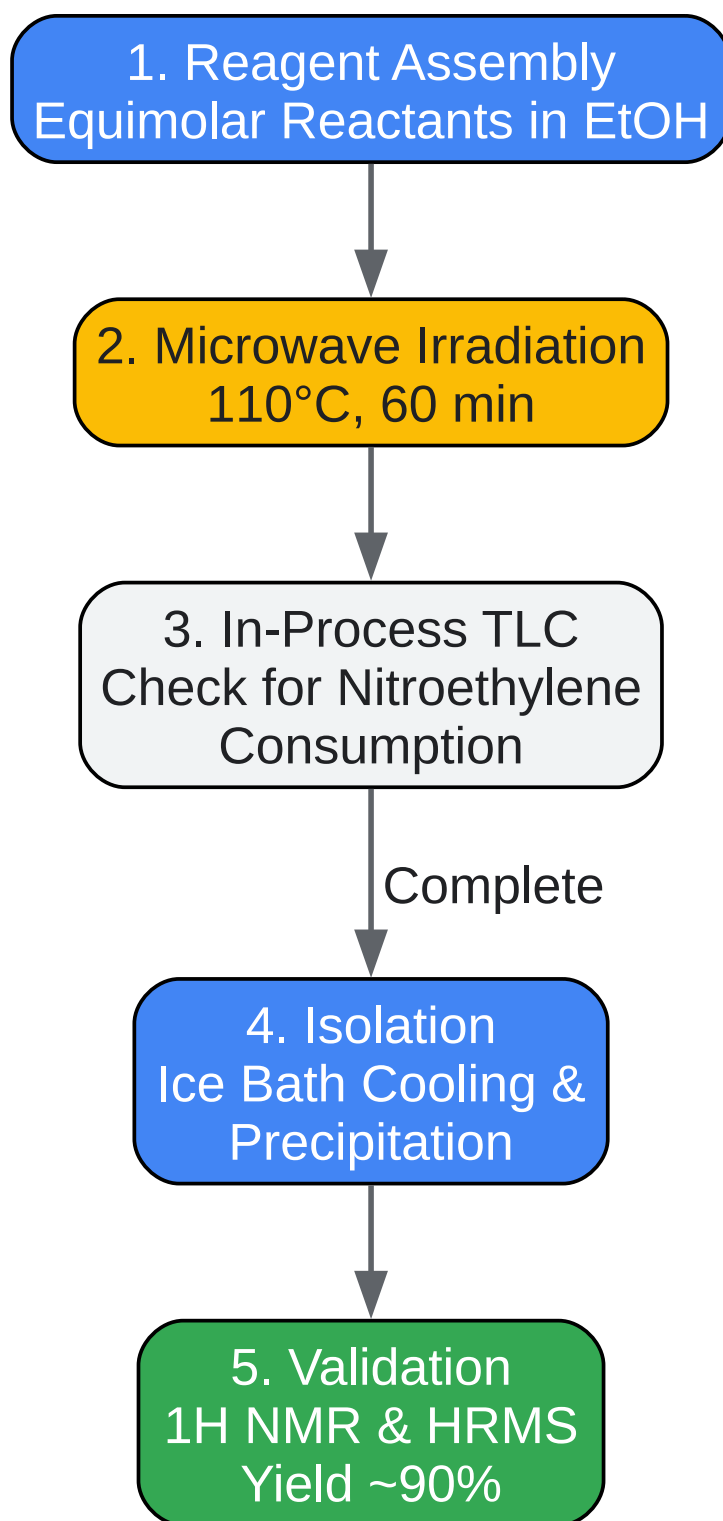 1. Reagent Assembly
Equimolar Reactants in EtOH
2. Microwave Irradiation
110°C, 60 min
3. In-Process TLC
Check for Nitroethylene
Consumption
Complete
4. Isolation
Ice Bath Cooling &
Precipitation
5. Validation
1H NMR & HRMS
Yield ~90%